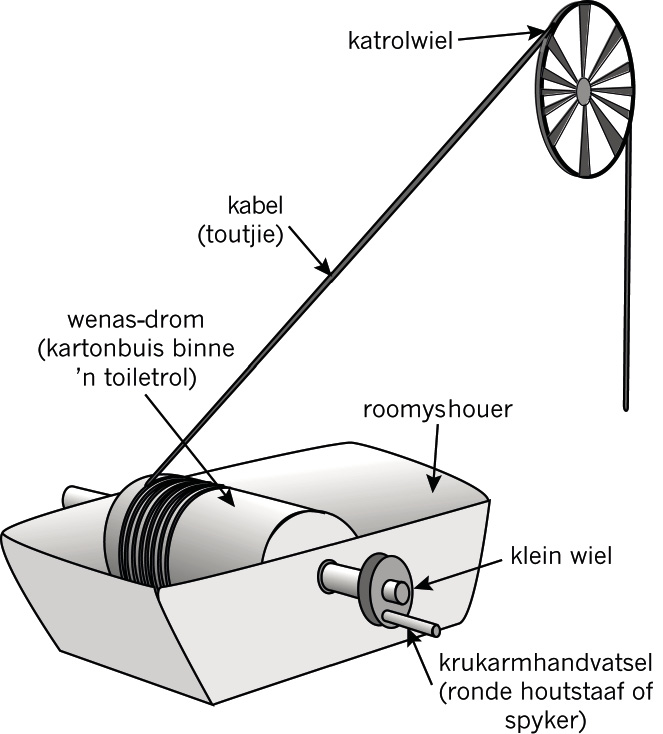 katrolwiel
kabel
(toutjie)
wenas-drom
(kartonbuis binne
’n toiletrol)
roomyshouer
klein wiel
krukarmhandvatsel
(ronde houtstaaf of
spyker)